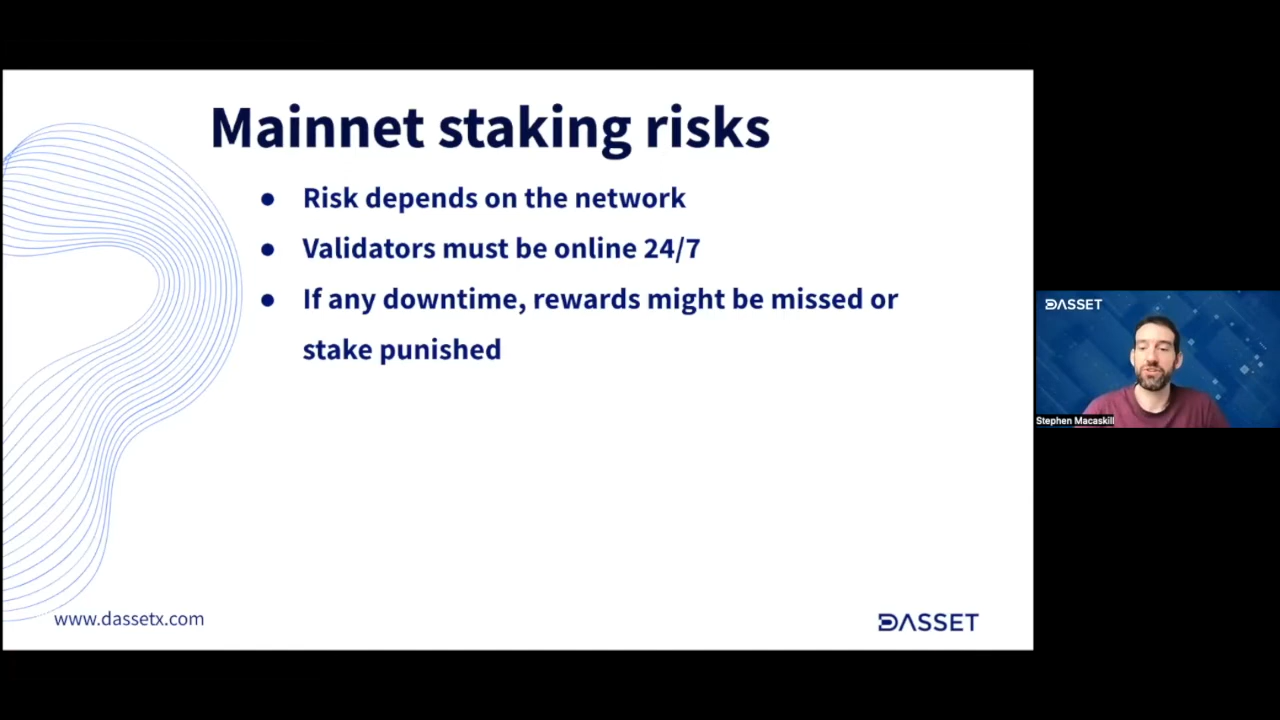 Mainnet staking risks
● Risk depends on the network
● Validators must be online 24/7
● If any downtime, rewards might be missed or
stake punished
www.dassetx.com
DASSET
DASSET
Stephen Macaskill